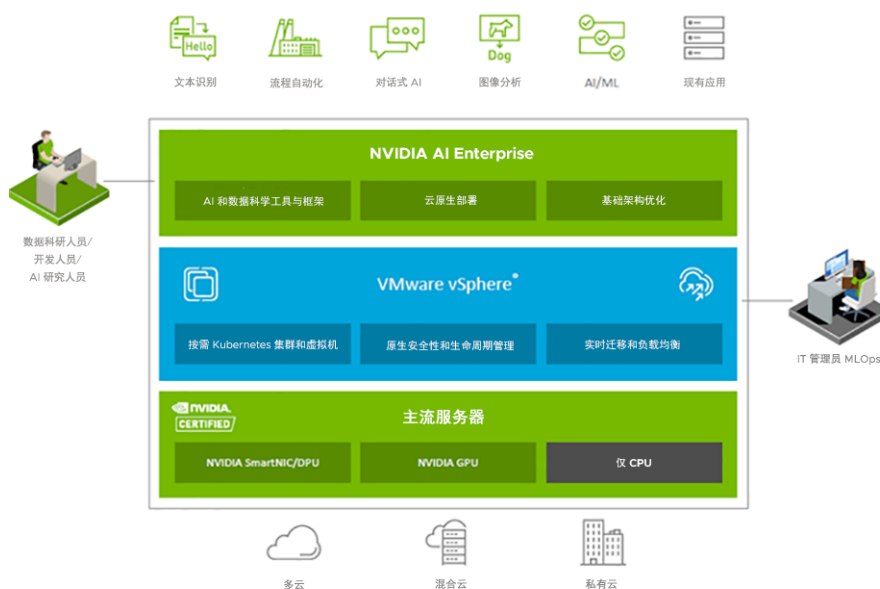 Hello
Dog
文本识别
流程自动化
对话式 AI
图像分析
AI/ML
现有应用
NVIDIA AI Enterprise
AI 和数据科学工具与框架
云原生部署
基础架构优化
数据科研人员/
开发人员/
AI 研究人员
VMware vSphere®
按需 Kubernetes 集群和虚拟机
原生安全性和生命周期管理
实时迁移和负载均衡
IT 管理员 MLOps
NVIDIA.
CERTIFIED
主流服务器
NVIDIA SmartNIC/DPU
NVIDIA GPU
仅 CPU
多云
混合云
私有云